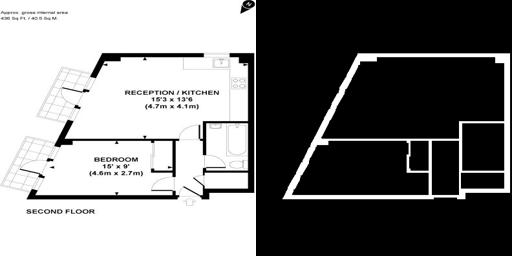 Approx. gross internal area
436 Sq Ft. / 40.5 Sq M.
N
RECEPTION / KITCHEN
15'3 x 13'6
(4.7m x 4.1m)
BEDROOM
15' x 9'
(4.6m x 2.7m)
SECOND FLOOR